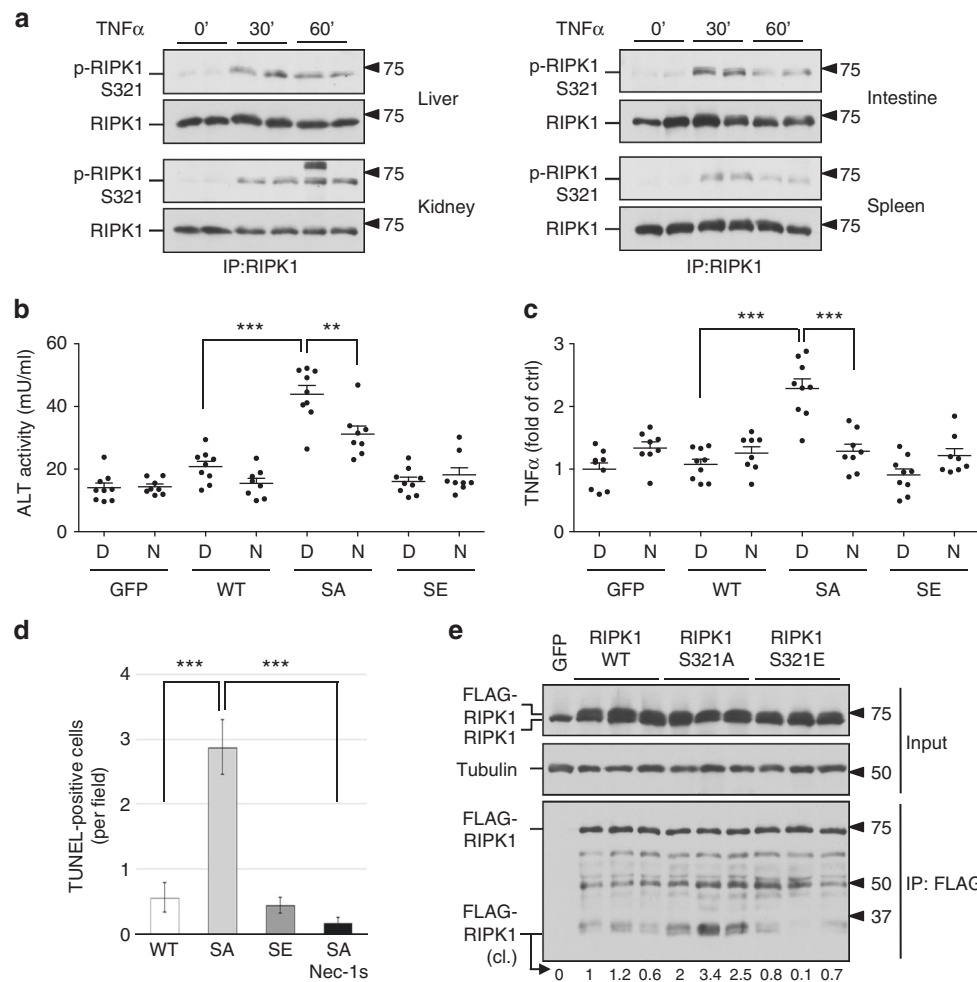 a
TNFα 0’ 30’ 60’
p-RIPK1
S321
75
Liver
RIPK1
75
p-RIPK1
S321
75
Kidney
RIPK1
75
IP:RIPK1
TNFα 0’ 30’ 60’
p-RIPK1
S321
75
Intestine
RIPK1
75
p-RIPK1
S321
75
Spleen
RIPK1
75
IP:RIPK1
b
ALT activity (mU/ml)
60
40
20
0
*** **
D N D N D N D N
GFP WT SA SE
c
TNFα (fold of ctrl)
3
2
1
0
*** ***
D N D N D N D N
GFP WT SA SE
d
TUNEL-positive cells
(per field)
4
3
2
1
0
*** ***
WT SA SE SA
Nec-1s
e
GFP
RIPK1
WT
RIPK1
S321A
RIPK1
S321E
FLAG-
RIPK1
RIPK1
75
Tubulin
50
Input
FLAG-
RIPK1
75
50
37
IP: FLAG
FLAG-
RIPK1
(cl.)
0 1 1.2 0.6 2 3.4 2.5 0.8 0.1 0.7